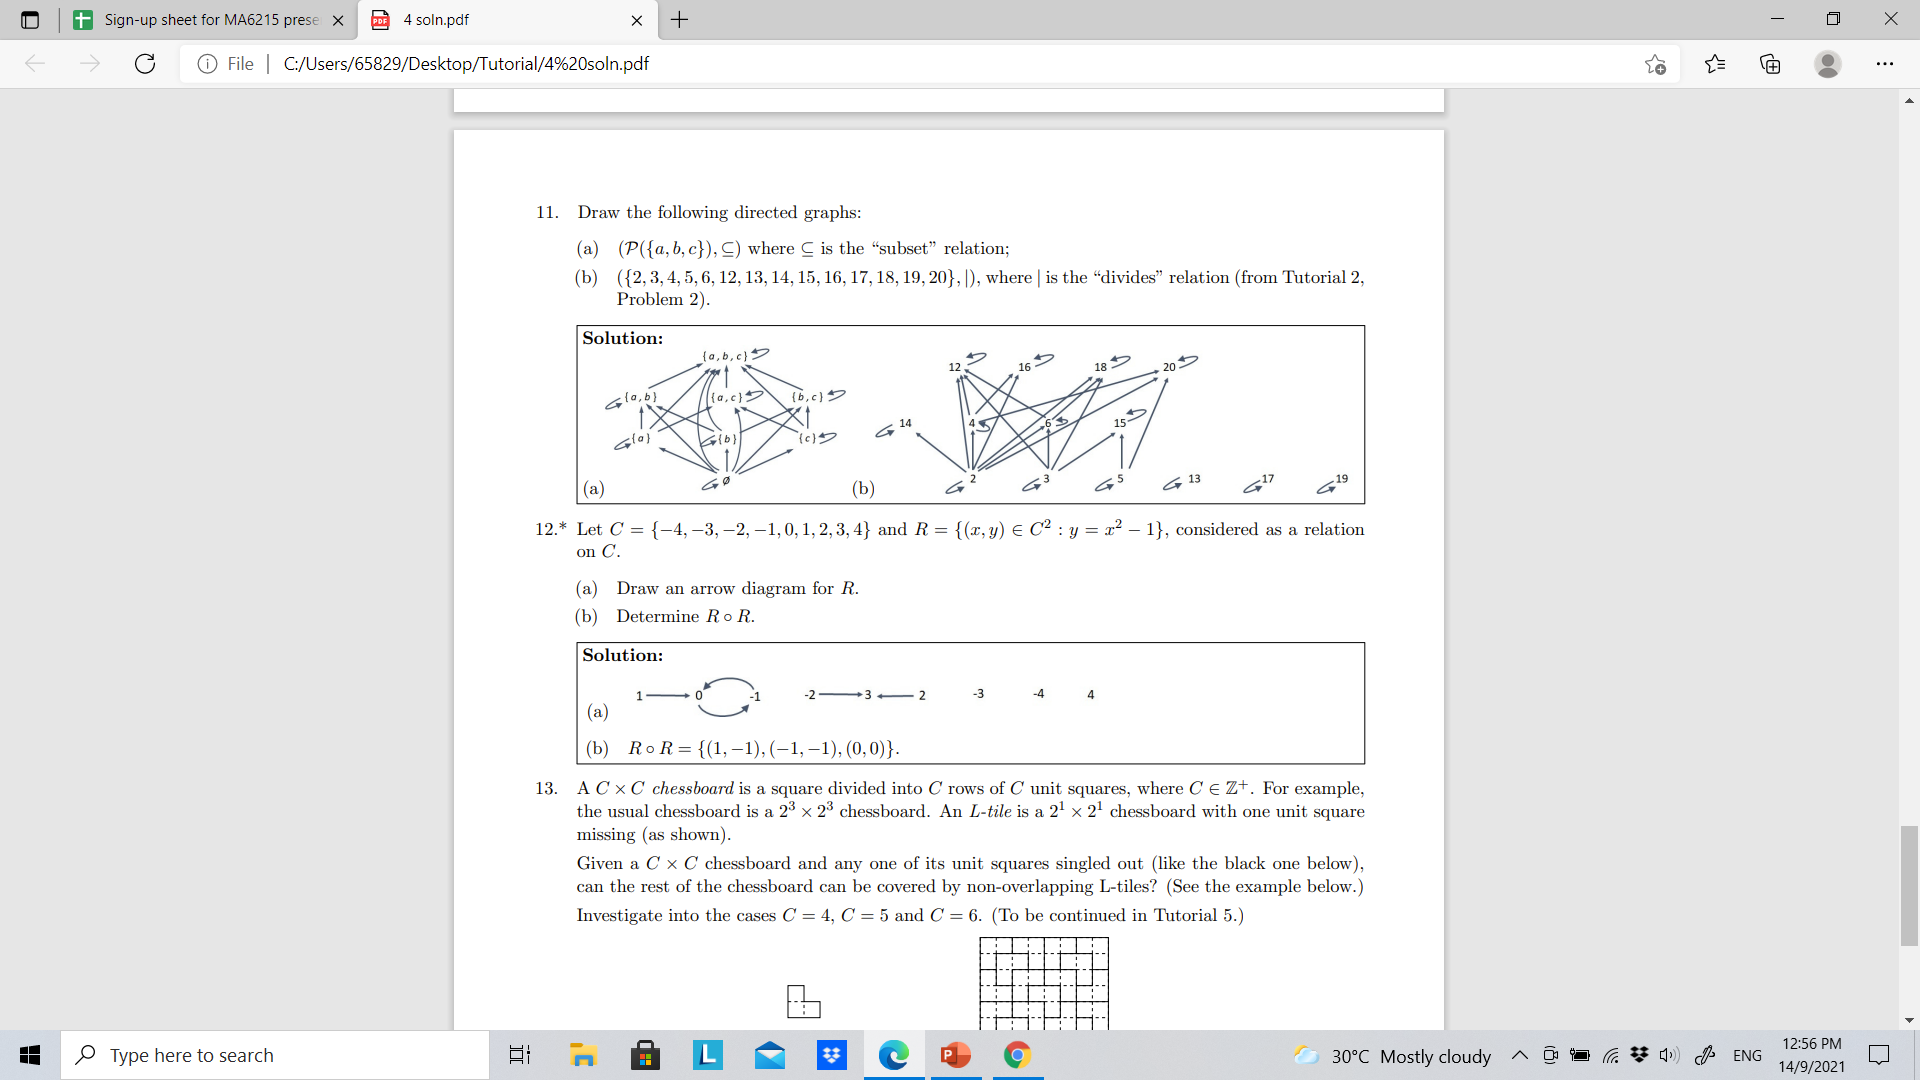 Sign-up sheet for MA6215 prese
4 soln.pdf
File
C:/Users/65829/Desktop/Tutorial/4%20soln.pdf
11. Draw the following directed graphs:
(a) (𝒫({a, b, c}), ⊆) where ⊆ is the “subset” relation;
(b) ({2, 3, 4, 5, 6, 12, 13, 14, 15, 16, 17, 18, 19, 20}, |), where | is the “divides” relation (from Tutorial 2,
Problem 2).
Solution:
{a,b,c}
{a,b} {a,c} {b,c}
{a} {b} {c}
∅
(a)
12 16 18 20
14 4 6 15
2 3 5 13 17 19
(b)
12.* Let C = {−4, −3, −2, −1, 0, 1, 2, 3, 4} and R = {(x, y) ∈ C² : y = x² − 1}, considered as a relation
on C.
(a) Draw an arrow diagram for R.
(b) Determine R ∘ R.
Solution:
1 0 -1 -2 3 2 -3 -4 4
(a)
(b) R ∘ R = {(1, −1), (−1, −1), (0, 0)}.
13. A C × C chessboard is a square divided into C rows of C unit squares, where C ∈ ℤ⁺. For example,
the usual chessboard is a 2³ × 2³ chessboard. An L-tile is a 2¹ × 2¹ chessboard with one unit square
missing (as shown).
Given a C × C chessboard and any one of its unit squares singled out (like the black one below),
can the rest of the chessboard can be covered by non-overlapping L-tiles? (See the example below.)
Investigate into the cases C = 4, C = 5 and C = 6. (To be continued in Tutorial 5.)
Type here to search
30°C Mostly cloudy
ENG
12:56 PM
14/9/2021